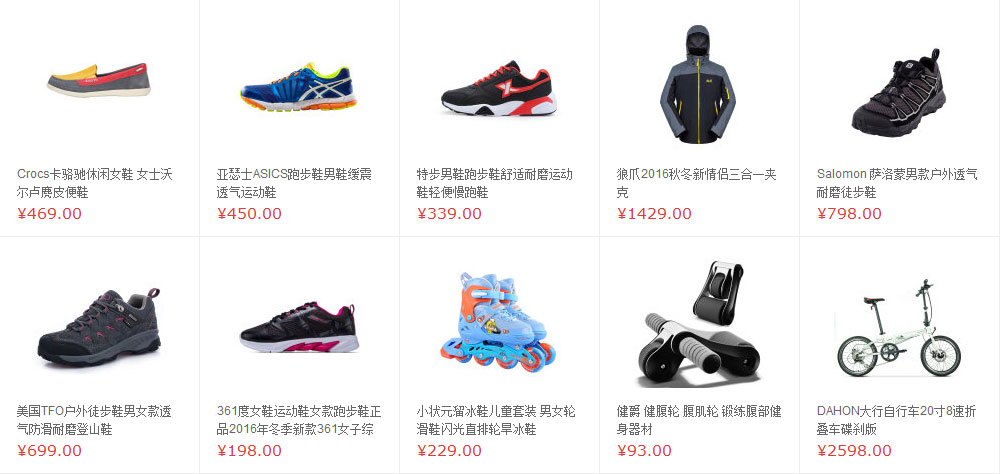 Crocs卡骆驰休闲女鞋 女士沃
尔卢麂皮便鞋
¥469.00
亚瑟士ASICS跑步鞋男鞋缓震
透气运动鞋
¥450.00
特步男鞋跑步鞋舒适耐磨运动
鞋轻便慢跑鞋
¥339.00
狼爪2016秋冬新情侣三合一夹
克
¥1429.00
Salomon 萨洛蒙男款户外透气
耐磨徒步鞋
¥798.00
美国TFO户外徒步鞋男女款透
气防滑耐磨登山鞋
¥699.00
361度女鞋运动鞋女款跑步鞋正
品2016年冬季新款361女子综
¥198.00
小状元溜冰鞋儿童套装 男女轮
滑鞋闪光直排轮旱冰鞋
¥229.00
健爵 健腹轮 腹肌轮 锻练腹部健
身器材
¥93.00
DAHON大行自行车20寸8速折
叠车碟刹版
¥2598.00